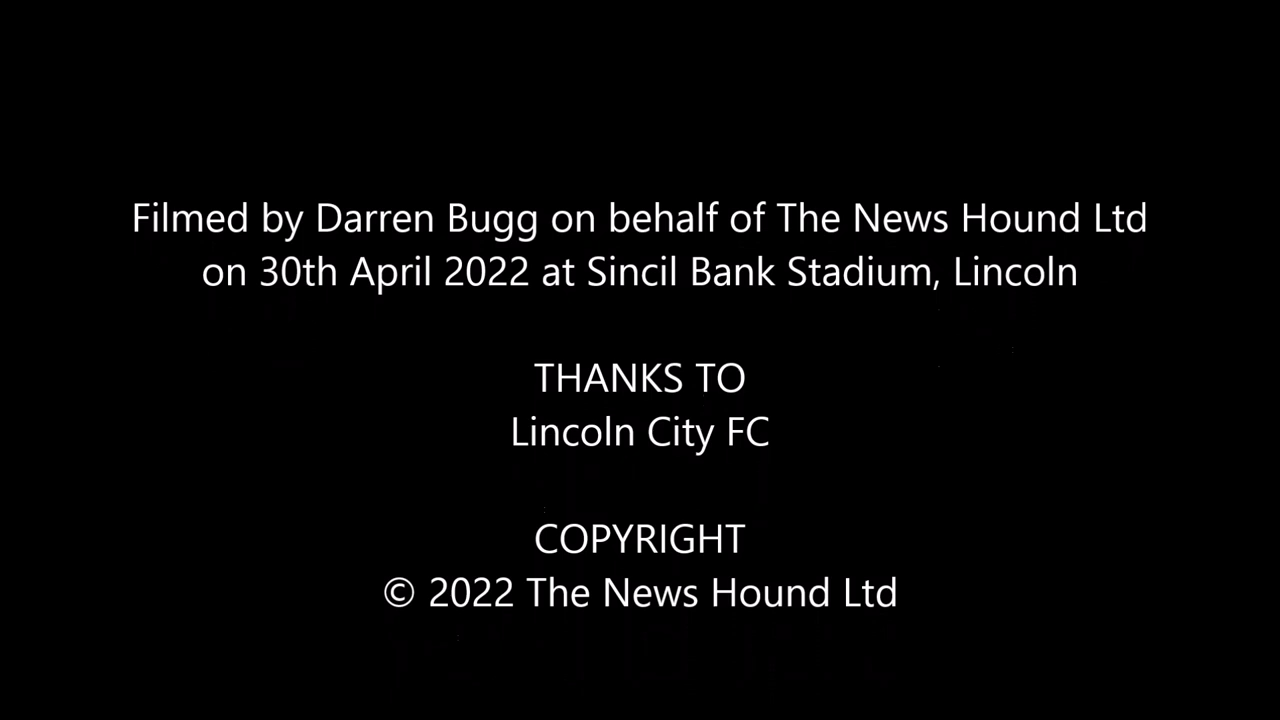 Filmed by Darren Bugg on behalf of The News Hound Ltd
on 30th April 2022 at Sincil Bank Stadium, Lincoln
THANKS TO
Lincoln City FC
COPYRIGHT
© 2022 The News Hound Ltd